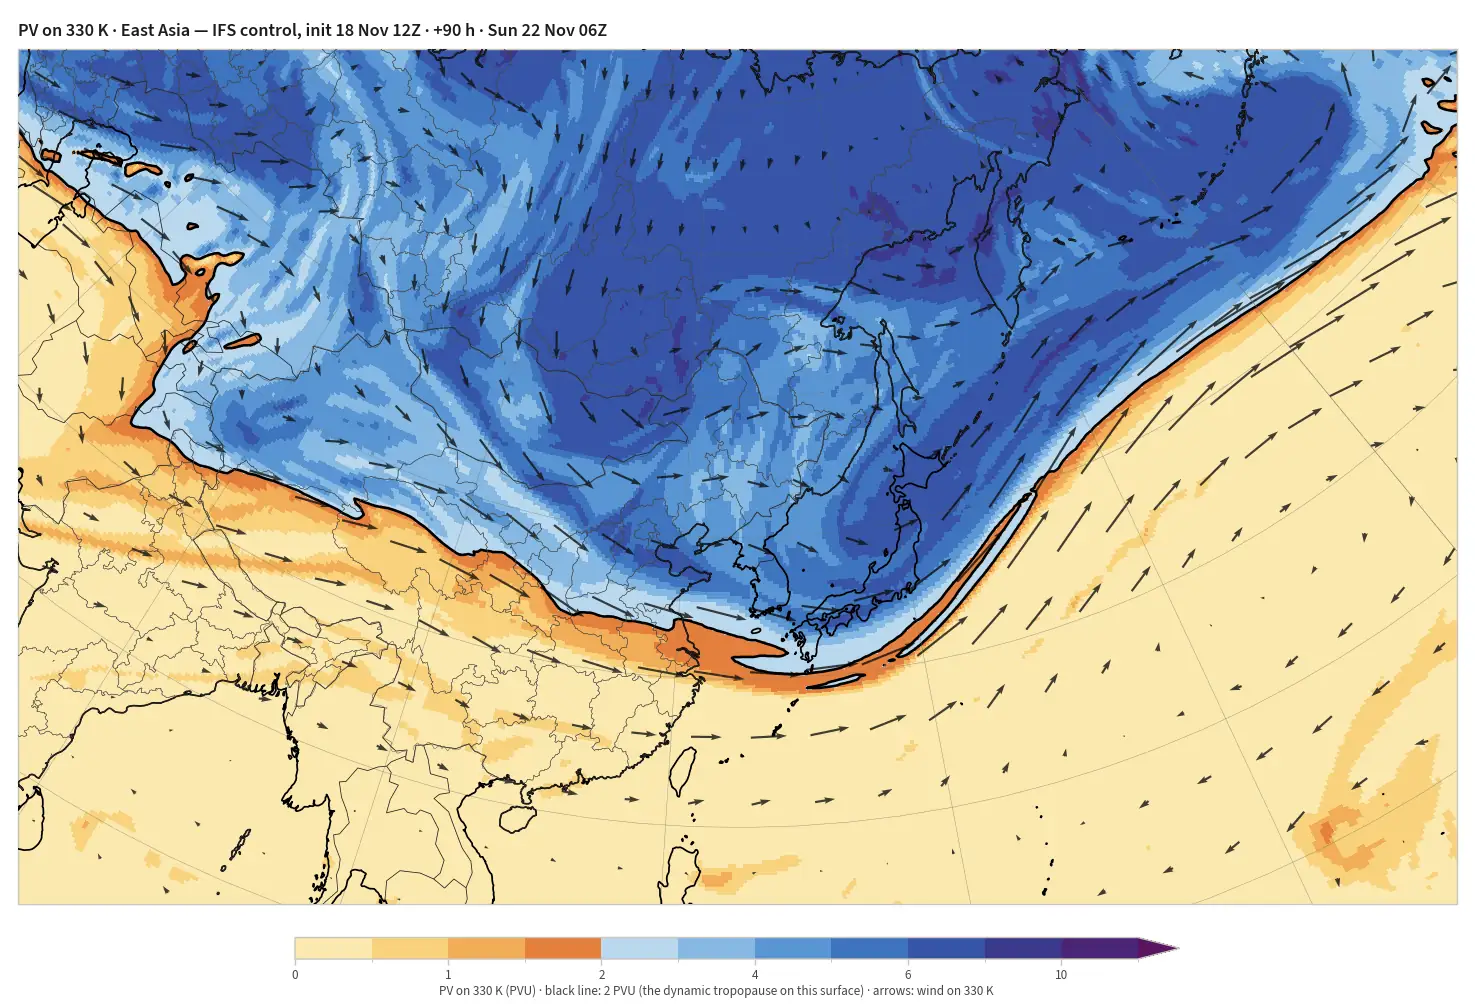 PV on 330 K · East Asia — IFS control, init 18 Nov 12Z · +90 h · Sun 22 Nov 06Z
0 1 2 4 6 10
PV on 330 K (PVU) · black line: 2 PVU (the dynamic tropopause on this surface) · arrows: wind on 330 K